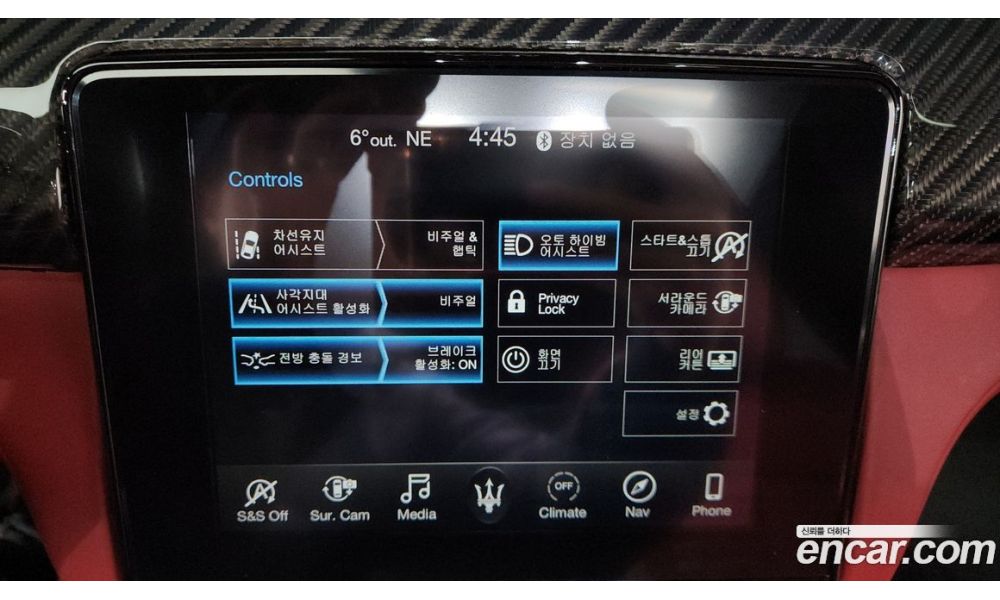 6° out. NE 4:45 장치 없음
Controls
차선유지
어시스트
비주얼 &
햅틱
오토 하이빔
어시스트
스타트&스톱
끄기
사각지대
어시스트 활성화
비주얼
Privacy
Lock
서라운드
카메라
전방 충돌 경보
브레이크
활성화: ON
화면
끄기
리어
커튼
설정
S&S Off
Sur. Cam
Media
OFF
Climate
Nav
Phone
신뢰를 더하다
encar.com